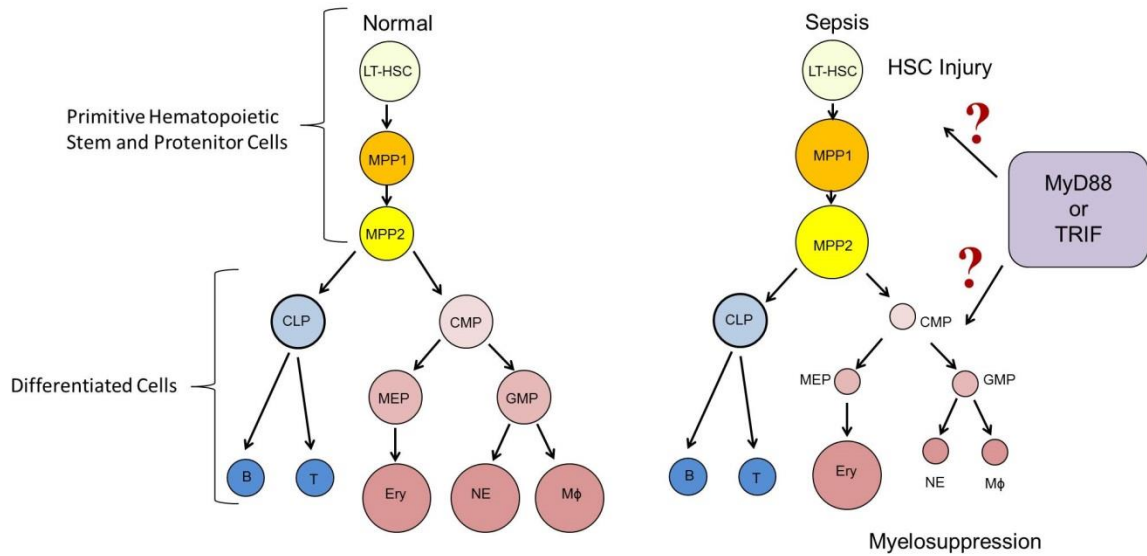 Normal
LT-HSC
Primitive Hematopoietic
Stem and Protenitor Cells
MPP1
MPP2
CLP
CMP
Differentiated Cells
MEP
GMP
B
T
Ery
NE
Mϕ
Sepsis
LT-HSC
HSC Injury
?
MPP1
MyD88
or
TRIF
MPP2
?
CLP
CMP
MEP
GMP
B
T
Ery
NE
Mϕ
Myelosuppression